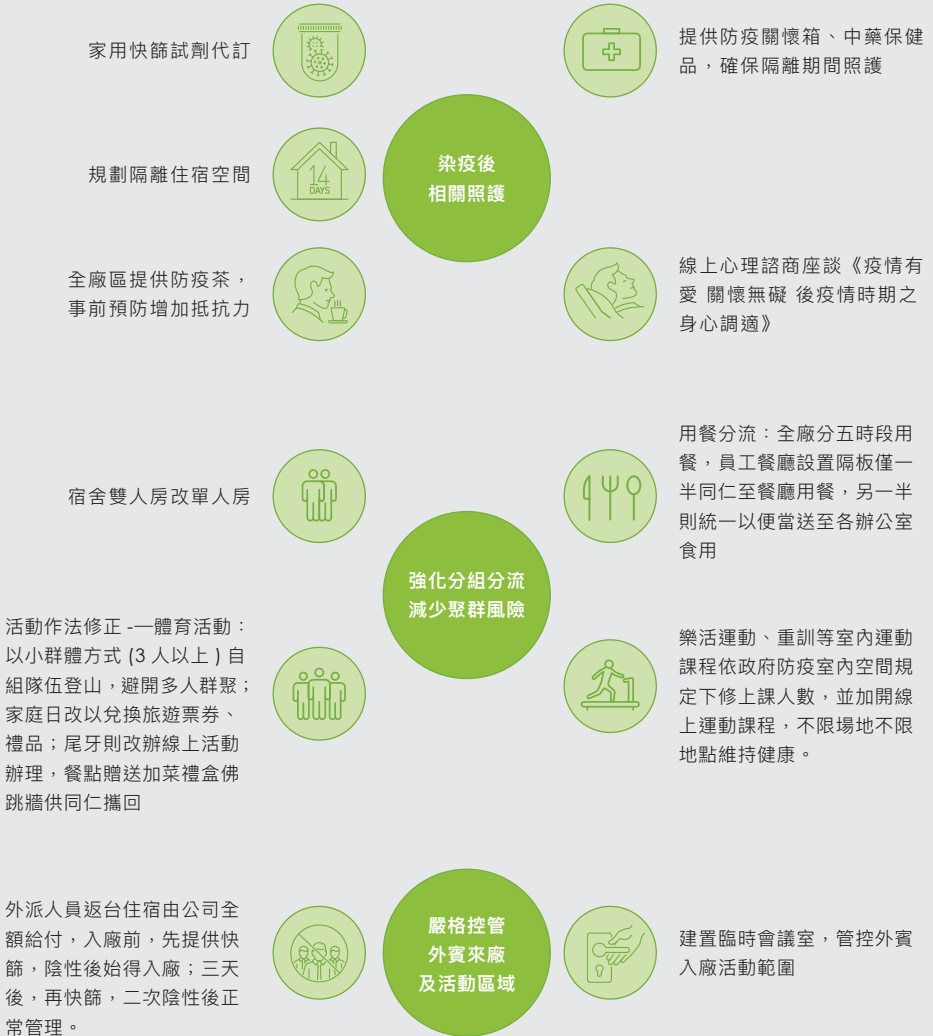 家用快篩試劑代訂
提供防疫關懷箱、中藥保健
品，確保隔離期間照護
染疫後
相關照護
規劃隔離住宿空間
14
DAYS
全廠區提供防疫茶，
事前預防增加抵抗力
線上心理諮商座談《疫情有
愛 關懷無礙 後疫情時期之
身心調適》
宿舍雙人房改單人房
用餐分流：全廠分五時段用
餐，員工餐廳設置隔板僅一
半同仁至餐廳用餐，另一半
則統一以便當送至各辦公室
食用
強化分組分流
減少聚群風險
活動作法修正 -—體育活動：
以小群體方式 (3 人以上 ) 自
組隊伍登山，避開多人群聚；
家庭日改以兌換旅遊票券、
禮品；尾牙則改辦線上活動
辦理，餐點贈送加菜禮盒佛
跳牆供同仁攜回
樂活運動、重訓等室內運動
課程依政府防疫室內空間規
定下修上課人數，並加開線
上運動課程，不限場地不限
地點維持健康。
外派人員返台住宿由公司全
額給付，入廠前，先提供快
篩，陰性後始得入廠；三天
後，再快篩，二次陰性後正
常管理。
嚴格控管
外賓來廠
及活動區域
建置臨時會議室，管控外賓
入廠活動範圍